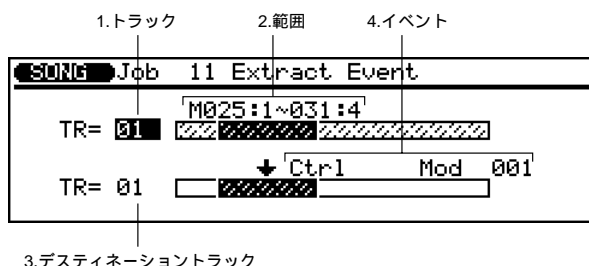 1.トラック 2.範囲 4.イベント
SONG Job 11 Extract Event
M025:1~031:4
TR= 01
Ctrl Mod 001
TR= 01
3.デスティネーショントラック